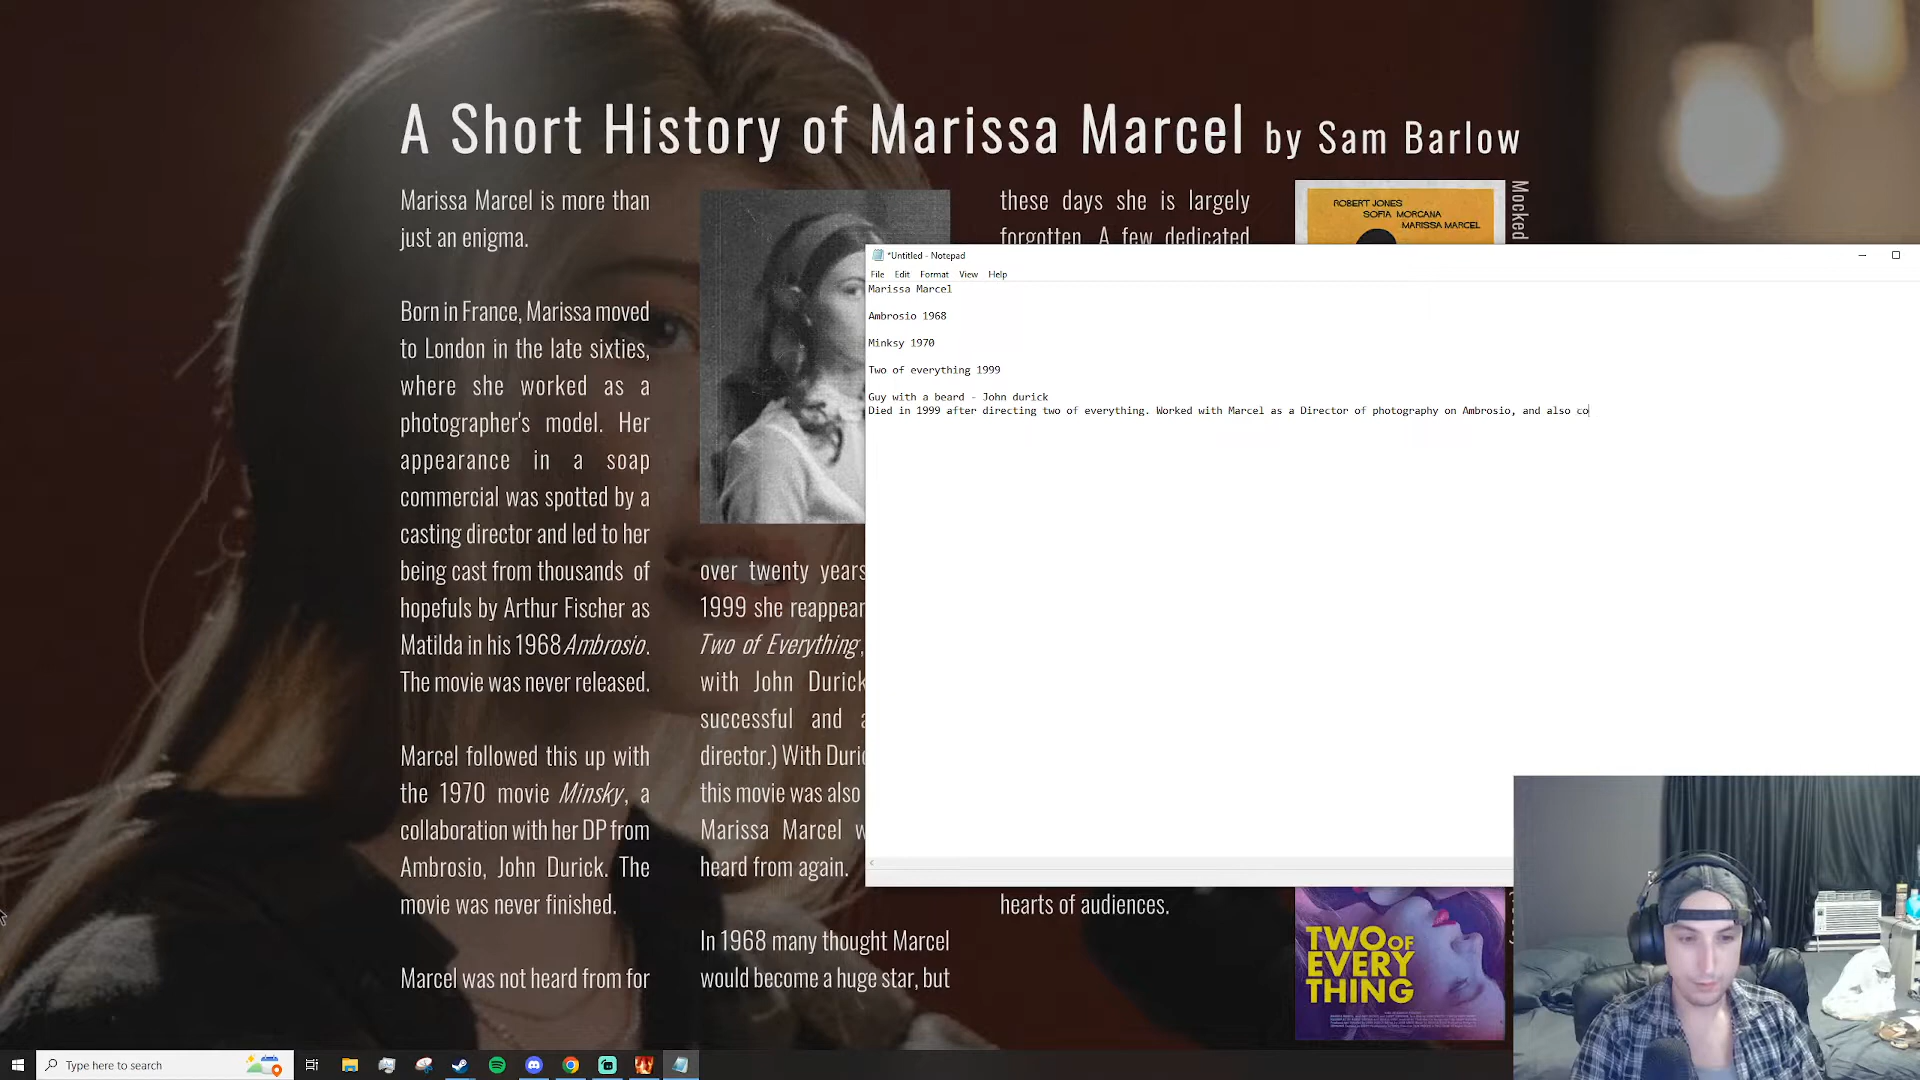 A Short History of Marissa Marcel by Sam Barlow
Marissa Marcel is more than
just an enigma.
Born in France, Marissa moved
to London in the late sixties,
where she worked as a
photographer's model. Her
appearance in a soap
commercial was spotted by a
casting director and led to her
being cast from thousands of
hopefuls by Arthur Fischer as
Matilda in his 1968 Ambrosio.
The movie was never released.
Marcel followed this up with
the 1970 movie Minsky, a
collaboration with her DP from
Ambrosio, John Durick. The
movie was never finished.
Marcel was not heard from for
over twenty years
1999 she reappear
Two of Everything,
with John Durick
successful and a
director.) With Duric
this movie was also
Marissa Marcel w
heard from again.
In 1968 many thought Marcel
would become a huge star, but
these days she is largely
forgotten. A few dedicated
hearts of audiences.
ROBERT JONES
SOFIA MORCANA
MARISSA MARCEL
Mocked
*Untitled - Notepad
File Edit Format View Help
Marissa Marcel
Ambrosio 1968
Minksy 1970
Two of everything 1999
Guy with a beard - John durick
Died in 1999 after directing two of everything. Worked with Marcel as a Director of photography on Ambrosio, and also co
TWO OF
EVERY
THING
Type here to search